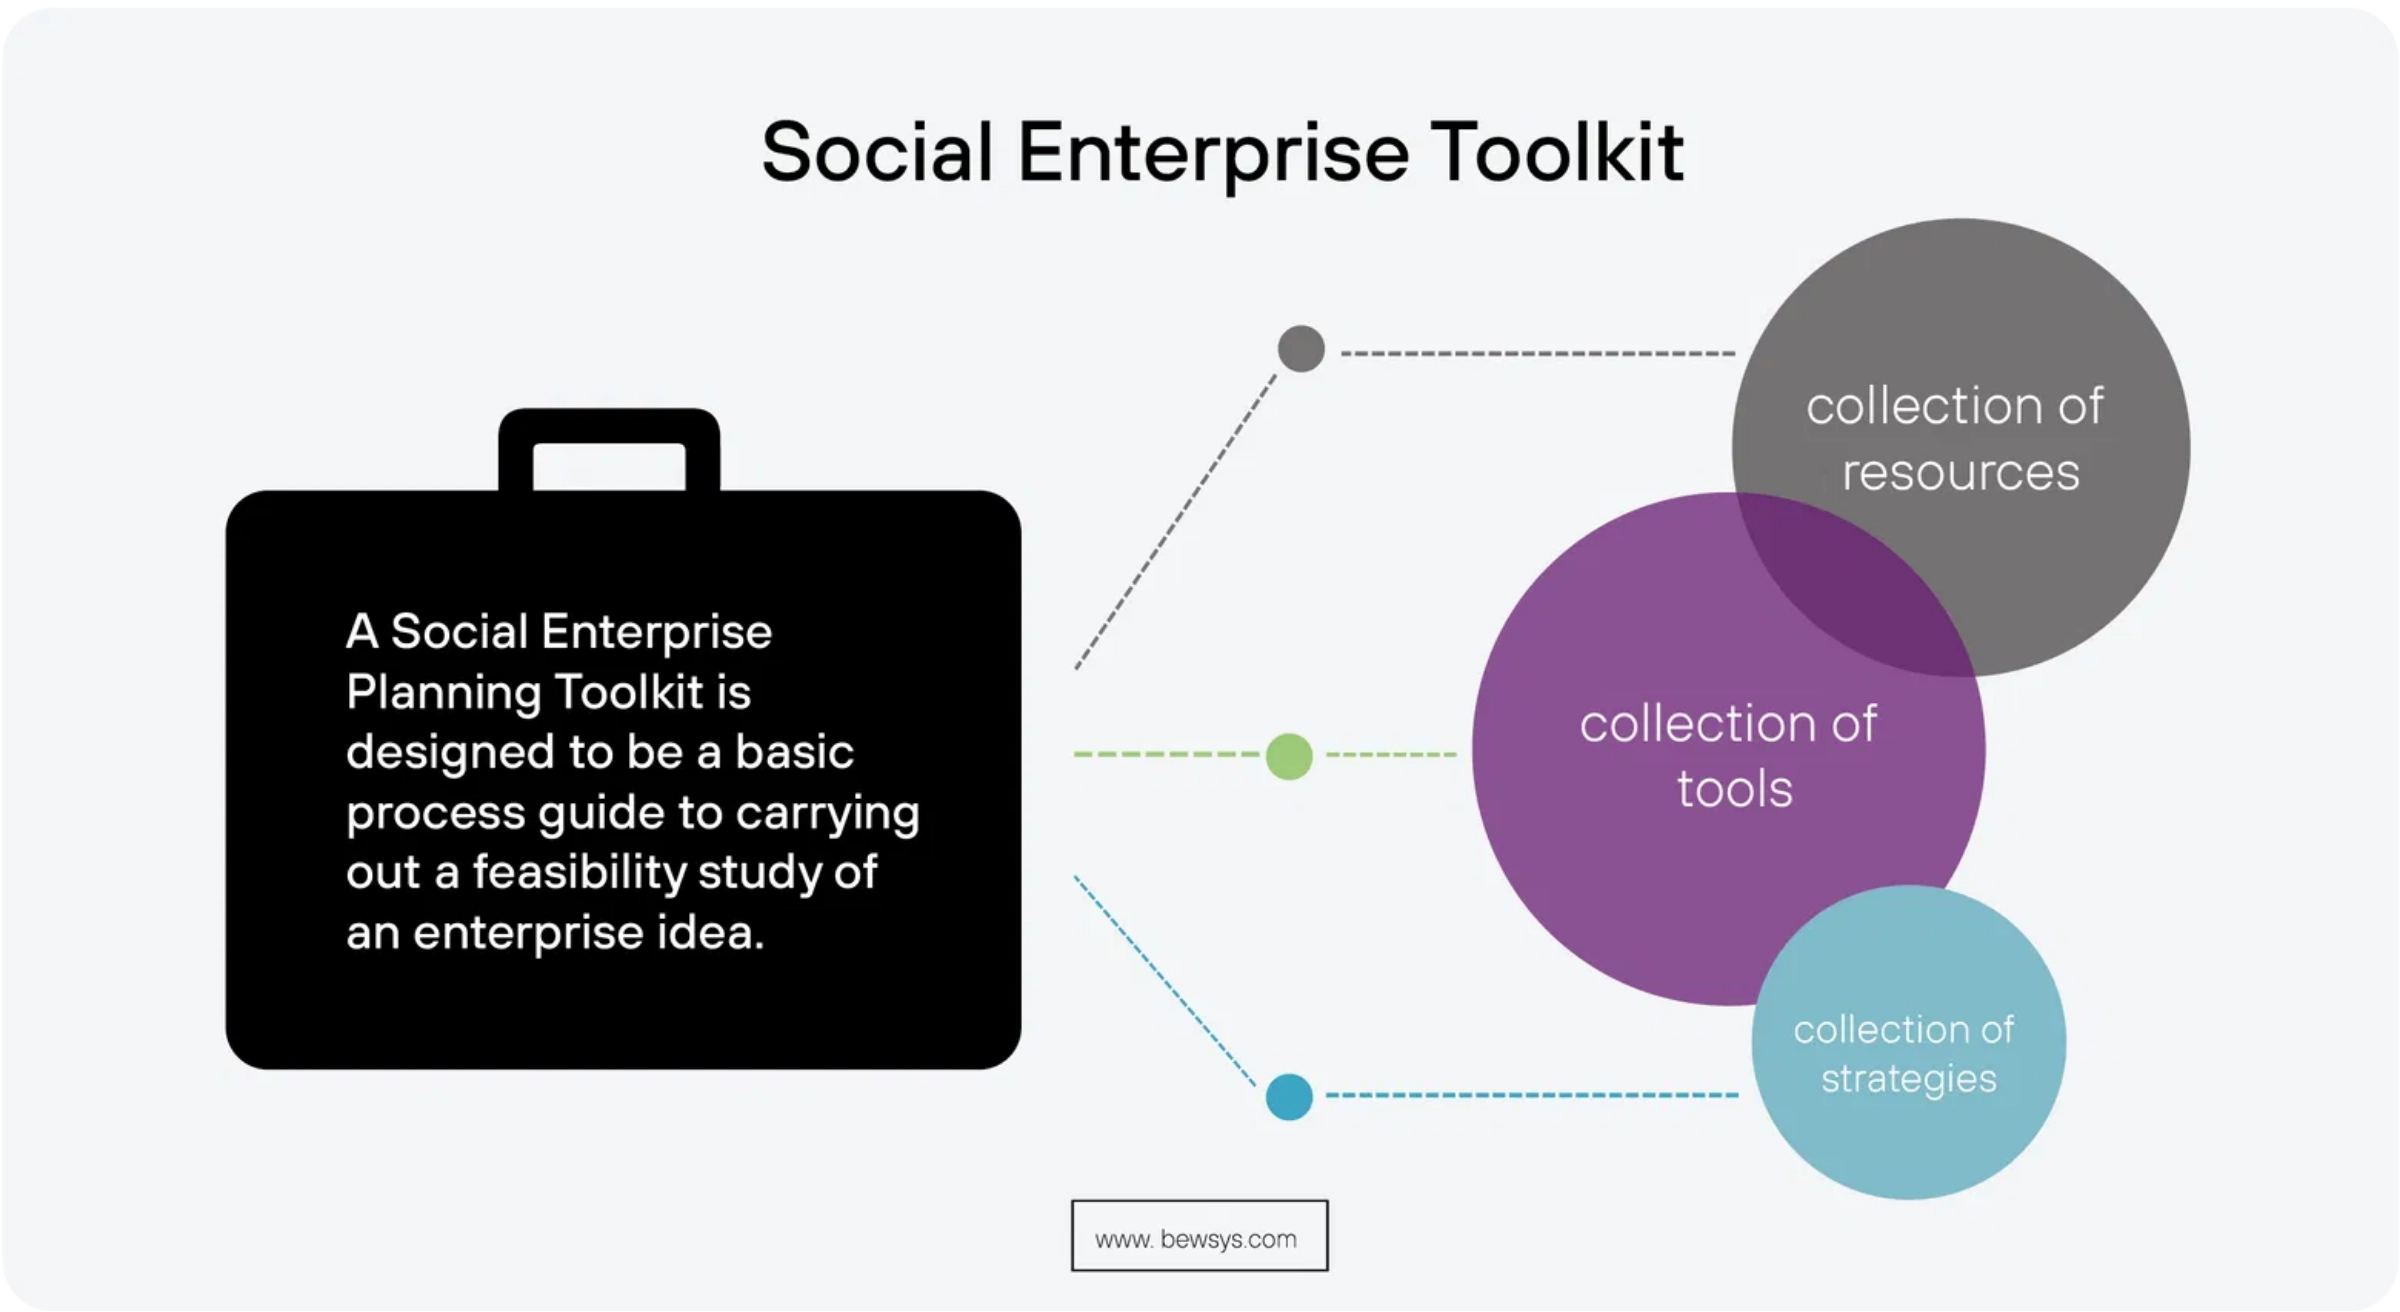 Social Enterprise Toolkit
A Social Enterprise
Planning Toolkit is
designed to be a basic
process guide to carrying
out a feasibility study of
an enterprise idea.
collection of
resources
collection of
tools
collection of
strategies
www. bewsys.com